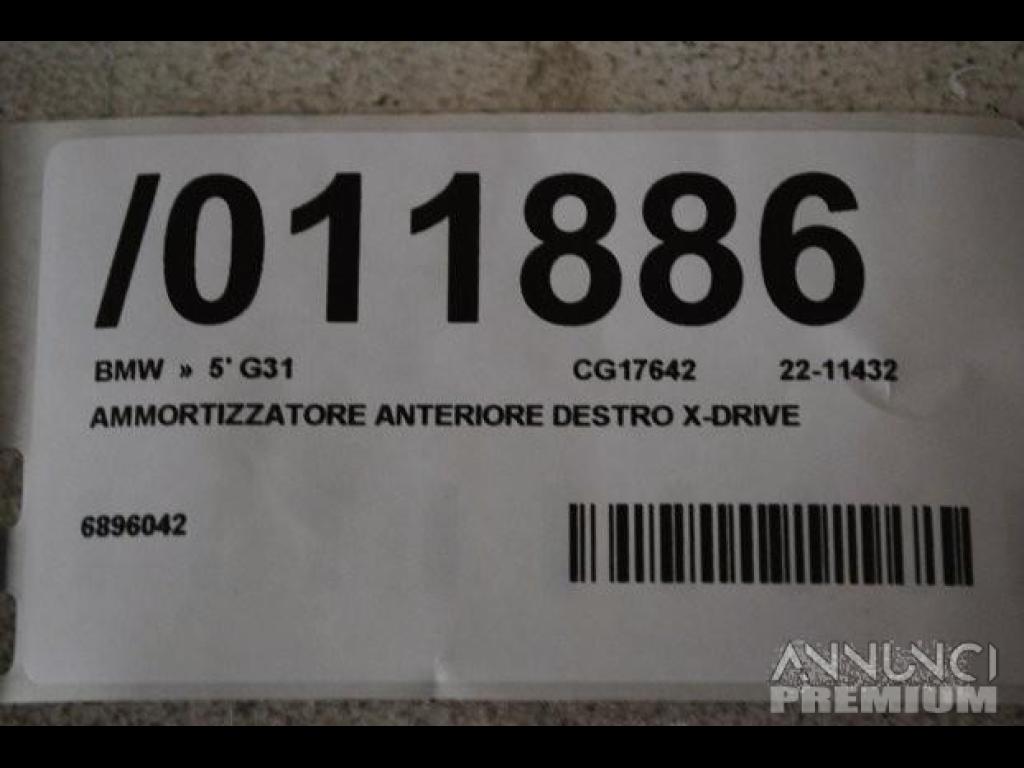 /011886
BMW » 5' G31 CG17642 22-11432
AMMORTIZZATORE ANTERIORE DESTRO X-DRIVE
6896042
ANNUNCI
PREMIUM